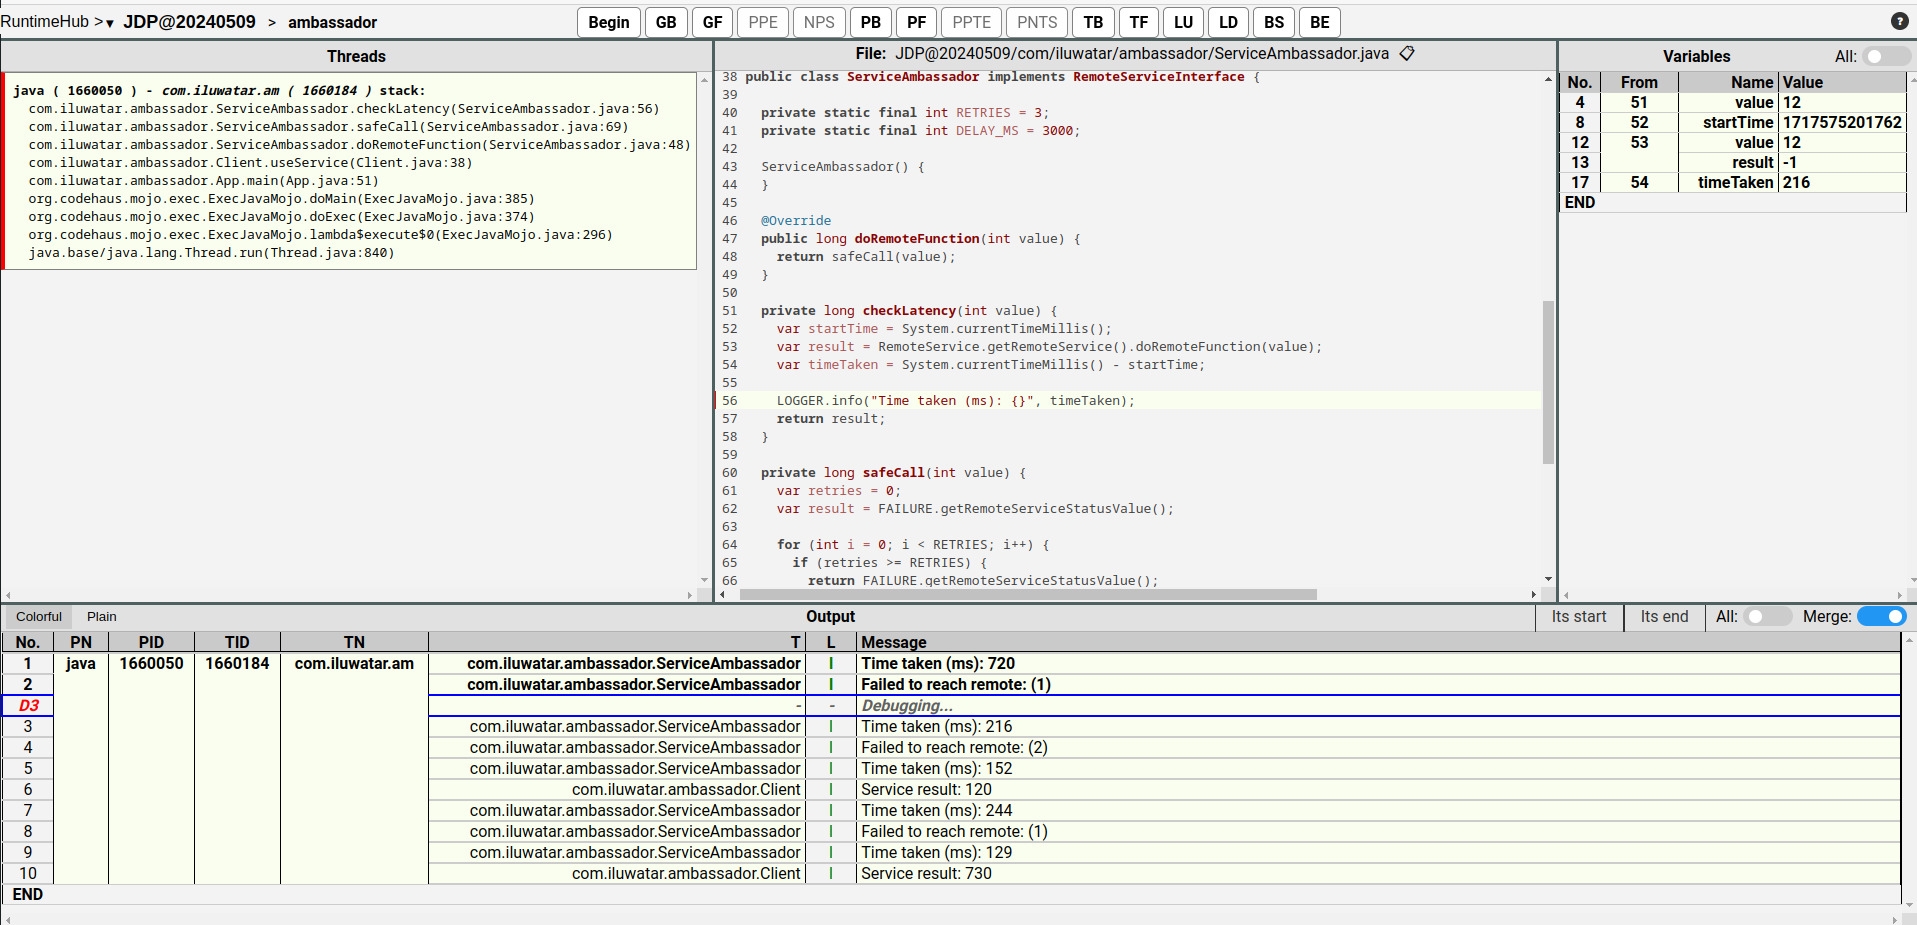 RuntimeHub >▾ JDP@20240509 > ambassador
Begin GB GF PPE NPS PB PF PPTE PNTS TB TF LU LD BS BE ?
Threads
java ( 1660050 ) - com.iluwatar.am ( 1660184 ) stack:
com.iluwatar.ambassador.ServiceAmbassador.checkLatency(ServiceAmbassador.java:56)
com.iluwatar.ambassador.ServiceAmbassador.safeCall(ServiceAmbassador.java:69)
com.iluwatar.ambassador.ServiceAmbassador.doRemoteFunction(ServiceAmbassador.java:48)
com.iluwatar.ambassador.Client.useService(Client.java:38)
com.iluwatar.ambassador.App.main(App.java:51)
org.codehaus.mojo.exec.ExecJavaMojo.doMain(ExecJavaMojo.java:385)
org.codehaus.mojo.exec.ExecJavaMojo.doExec(ExecJavaMojo.java:374)
org.codehaus.mojo.exec.ExecJavaMojo.lambda$execute$0(ExecJavaMojo.java:296)
java.base/java.lang.Thread.run(Thread.java:840)
File: JDP@20240509/com/iluwatar/ambassador/ServiceAmbassador.java
38 public class ServiceAmbassador implements RemoteServiceInterface {
39
40 private static final int RETRIES = 3;
41 private static final int DELAY_MS = 3000;
42
43 ServiceAmbassador() {
44 }
45
46 @Override
47 public long doRemoteFunction(int value) {
48 return safeCall(value);
49 }
50
51 private long checkLatency(int value) {
52 var startTime = System.currentTimeMillis();
53 var result = RemoteService.getRemoteService().doRemoteFunction(value);
54 var timeTaken = System.currentTimeMillis() - startTime;
55
56 LOGGER.info("Time taken (ms): {}", timeTaken);
57 return result;
58 }
59
60 private long safeCall(int value) {
61 var retries = 0;
62 var result = FAILURE.getRemoteServiceStatusValue();
63
64 for (int i = 0; i < RETRIES; i++) {
65 if (retries >= RETRIES) {
66 return FAILURE.getRemoteServiceStatusValue();
Variables All:
No. From Name Value
4 51 value 12
8 52 startTime 1717575201762
12 53 value 12
13 result -1
17 54 timeTaken 216
END
Colorful Plain Output Its start Its end All: Merge:
No. PN PID TID TN T L Message
1 java 1660050 1660184 com.iluwatar.am com.iluwatar.ambassador.ServiceAmbassador I Time taken (ms): 720
2 com.iluwatar.ambassador.ServiceAmbassador I Failed to reach remote: (1)
D3 - - Debugging...
3 com.iluwatar.ambassador.ServiceAmbassador I Time taken (ms): 216
4 com.iluwatar.ambassador.ServiceAmbassador I Failed to reach remote: (2)
5 com.iluwatar.ambassador.ServiceAmbassador I Time taken (ms): 152
6 com.iluwatar.ambassador.Client I Service result: 120
7 com.iluwatar.ambassador.ServiceAmbassador I Time taken (ms): 244
8 com.iluwatar.ambassador.ServiceAmbassador I Failed to reach remote: (1)
9 com.iluwatar.ambassador.ServiceAmbassador I Time taken (ms): 129
10 com.iluwatar.ambassador.Client I Service result: 730
END